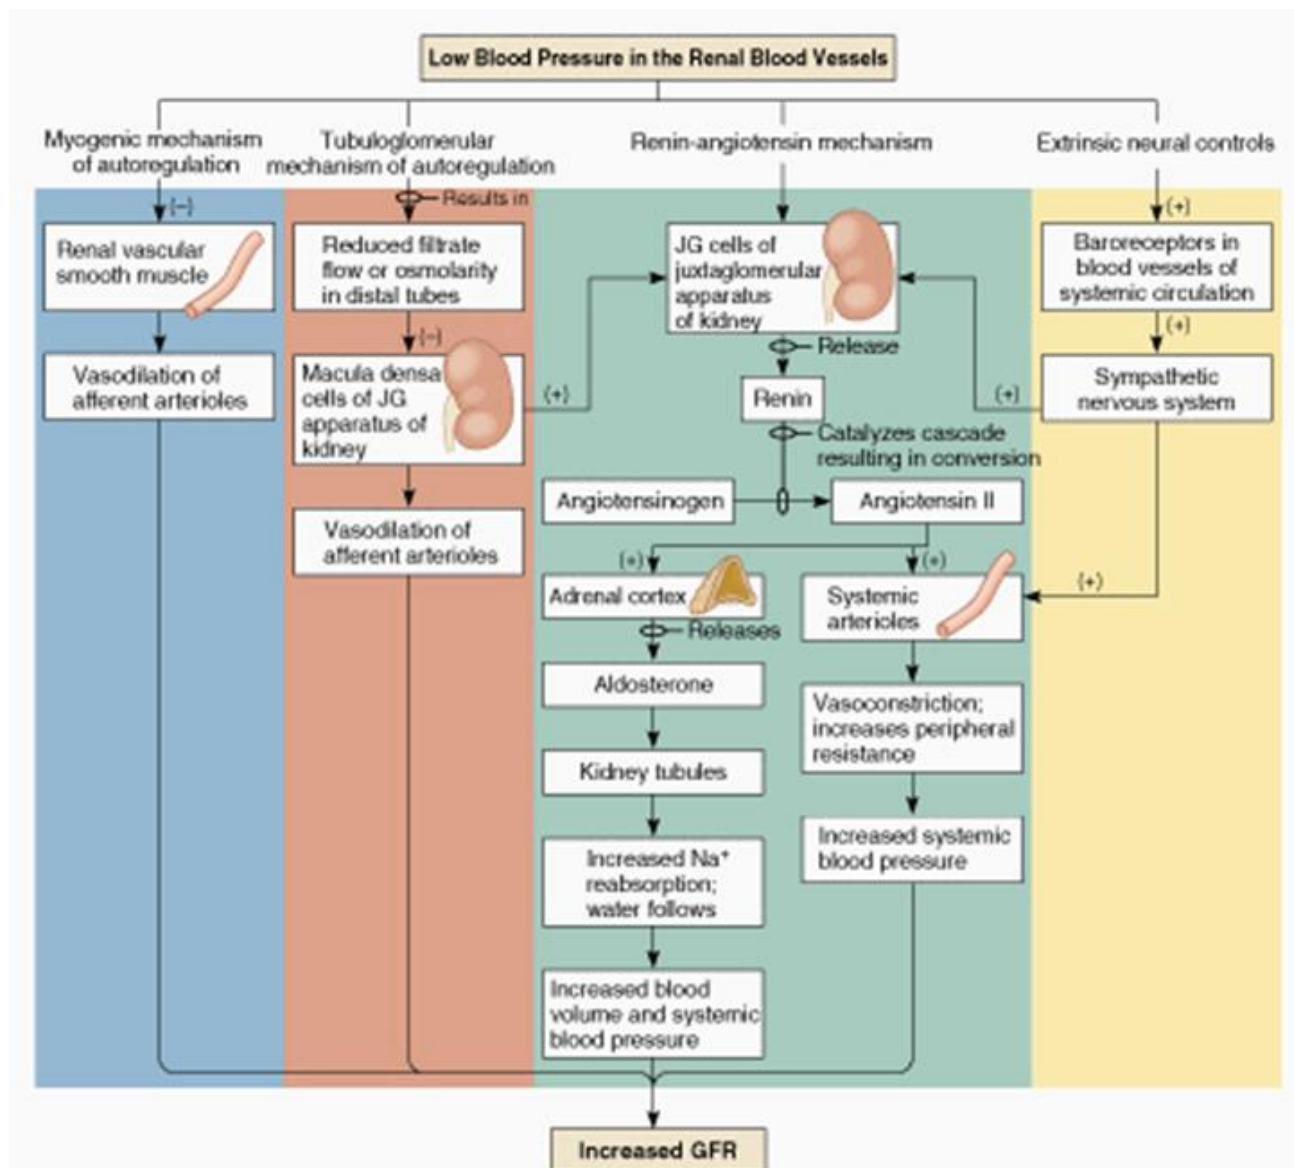 Low Blood Pressure in the Renal Blood Vessels
Myogenic mechanism
of autoregulation
Tubuloglomerular
mechanism of autoregulation
Renin-angiotensin mechanism
Extrinsic neural controls
(–)
Renal vascular
smooth muscle
Vasodilation of
afferent arterioles
Results in
Reduced filtrate
flow or osmolarity
in distal tubes
(–)
Macula densa
cells of JG
apparatus of
kidney
(+)
Vasodilation of
afferent arterioles
JG cells of
juxtaglomerular
apparatus
of kidney
Release
Renin
Catalyzes cascade
resulting in conversion
Angiotensinogen
Angiotensin II
(+)
(+)
Adrenal cortex
Releases
Aldosterone
Kidney tubules
Increased Na⁺
reabsorption;
water follows
Increased blood
volume and systemic
blood pressure
Systemic
arterioles
Vasoconstriction;
increases peripheral
resistance
Increased systemic
blood pressure
(+)
Baroreceptors in
blood vessels of
systemic circulation
(+)
Sympathetic
nervous system
(+)
(+)
Increased GFR